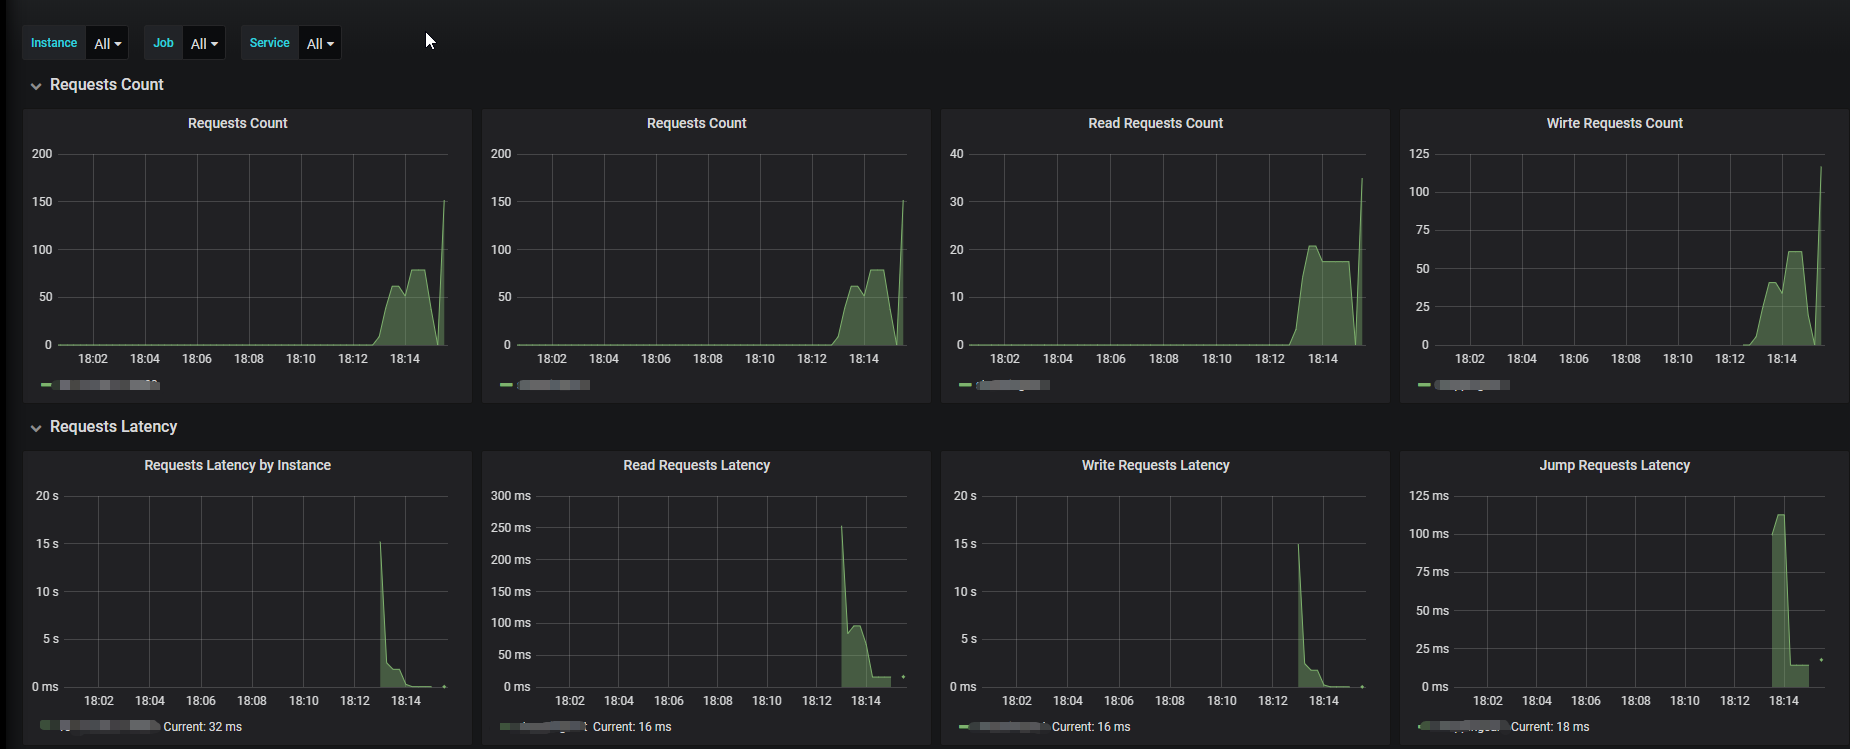 Instance All Job All Service All
Requests Count
Requests Count
200
150
100
50
0
18:02 18:04 18:06 18:08 18:10 18:12 18:14
Requests Count
200
150
100
50
0
18:02 18:04 18:06 18:08 18:10 18:12 18:14
Read Requests Count
40
30
20
10
0
18:02 18:04 18:06 18:08 18:10 18:12 18:14
Wirte Requests Count
125
100
75
50
25
0
18:02 18:04 18:06 18:08 18:10 18:12 18:14
Requests Latency
Requests Latency by Instance
20 s
15 s
10 s
5 s
0 ms
18:02 18:04 18:06 18:08 18:10 18:12 18:14
Current: 32 ms
Read Requests Latency
300 ms
250 ms
200 ms
150 ms
100 ms
50 ms
0 ms
18:02 18:04 18:06 18:08 18:10 18:12 18:14
Current: 16 ms
Write Requests Latency
20 s
15 s
10 s
5 s
0 ms
18:02 18:04 18:06 18:08 18:10 18:12 18:14
Current: 16 ms
Jump Requests Latency
125 ms
100 ms
75 ms
50 ms
25 ms
0 ms
18:02 18:04 18:06 18:08 18:10 18:12 18:14
Current: 18 ms